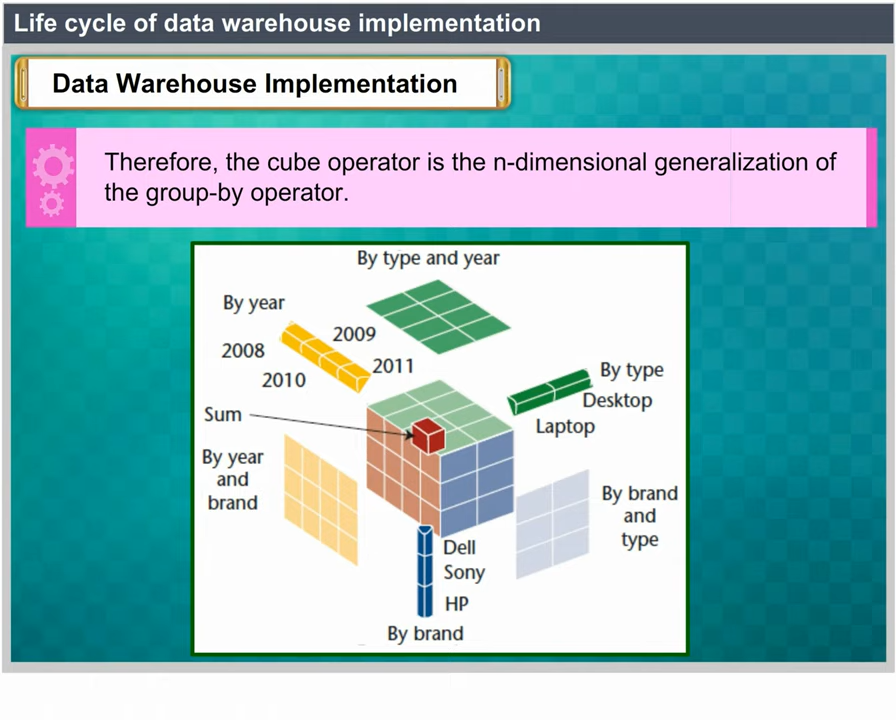 Life cycle of data warehouse implementation
Data Warehouse Implementation
Therefore, the cube operator is the n-dimensional generalization of
the group-by operator.
By type and year
By year
2009
2008
2011
2010
By type
Desktop
Laptop
Sum
By year
and
brand
By brand
and
type
Dell
Sony
HP
By brand